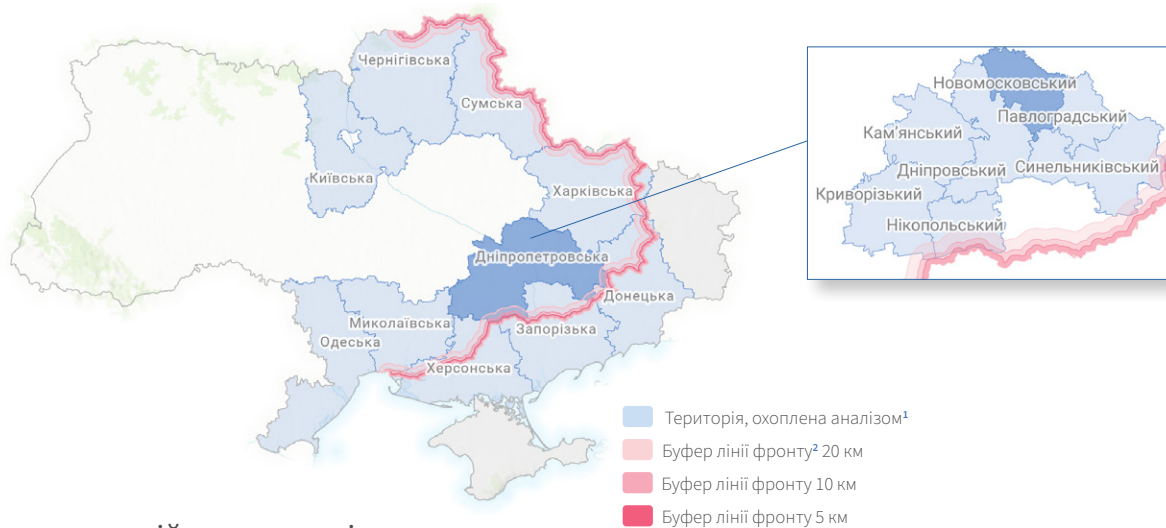 Чернігівська
Сумська
Київська
Харківська
Дніпропетровська
Донецька
Миколаївська
Запорізька
Одеська
Херсонська
Новомосковський
Павлоградський
Кам'янський
Дніпровський
Синельниківський
Криворізький
Нікопольський
Територія, охоплена аналізом¹
Буфер лінії фронту² 20 км
Буфер лінії фронту 10 км
Буфер лінії фронту 5 км